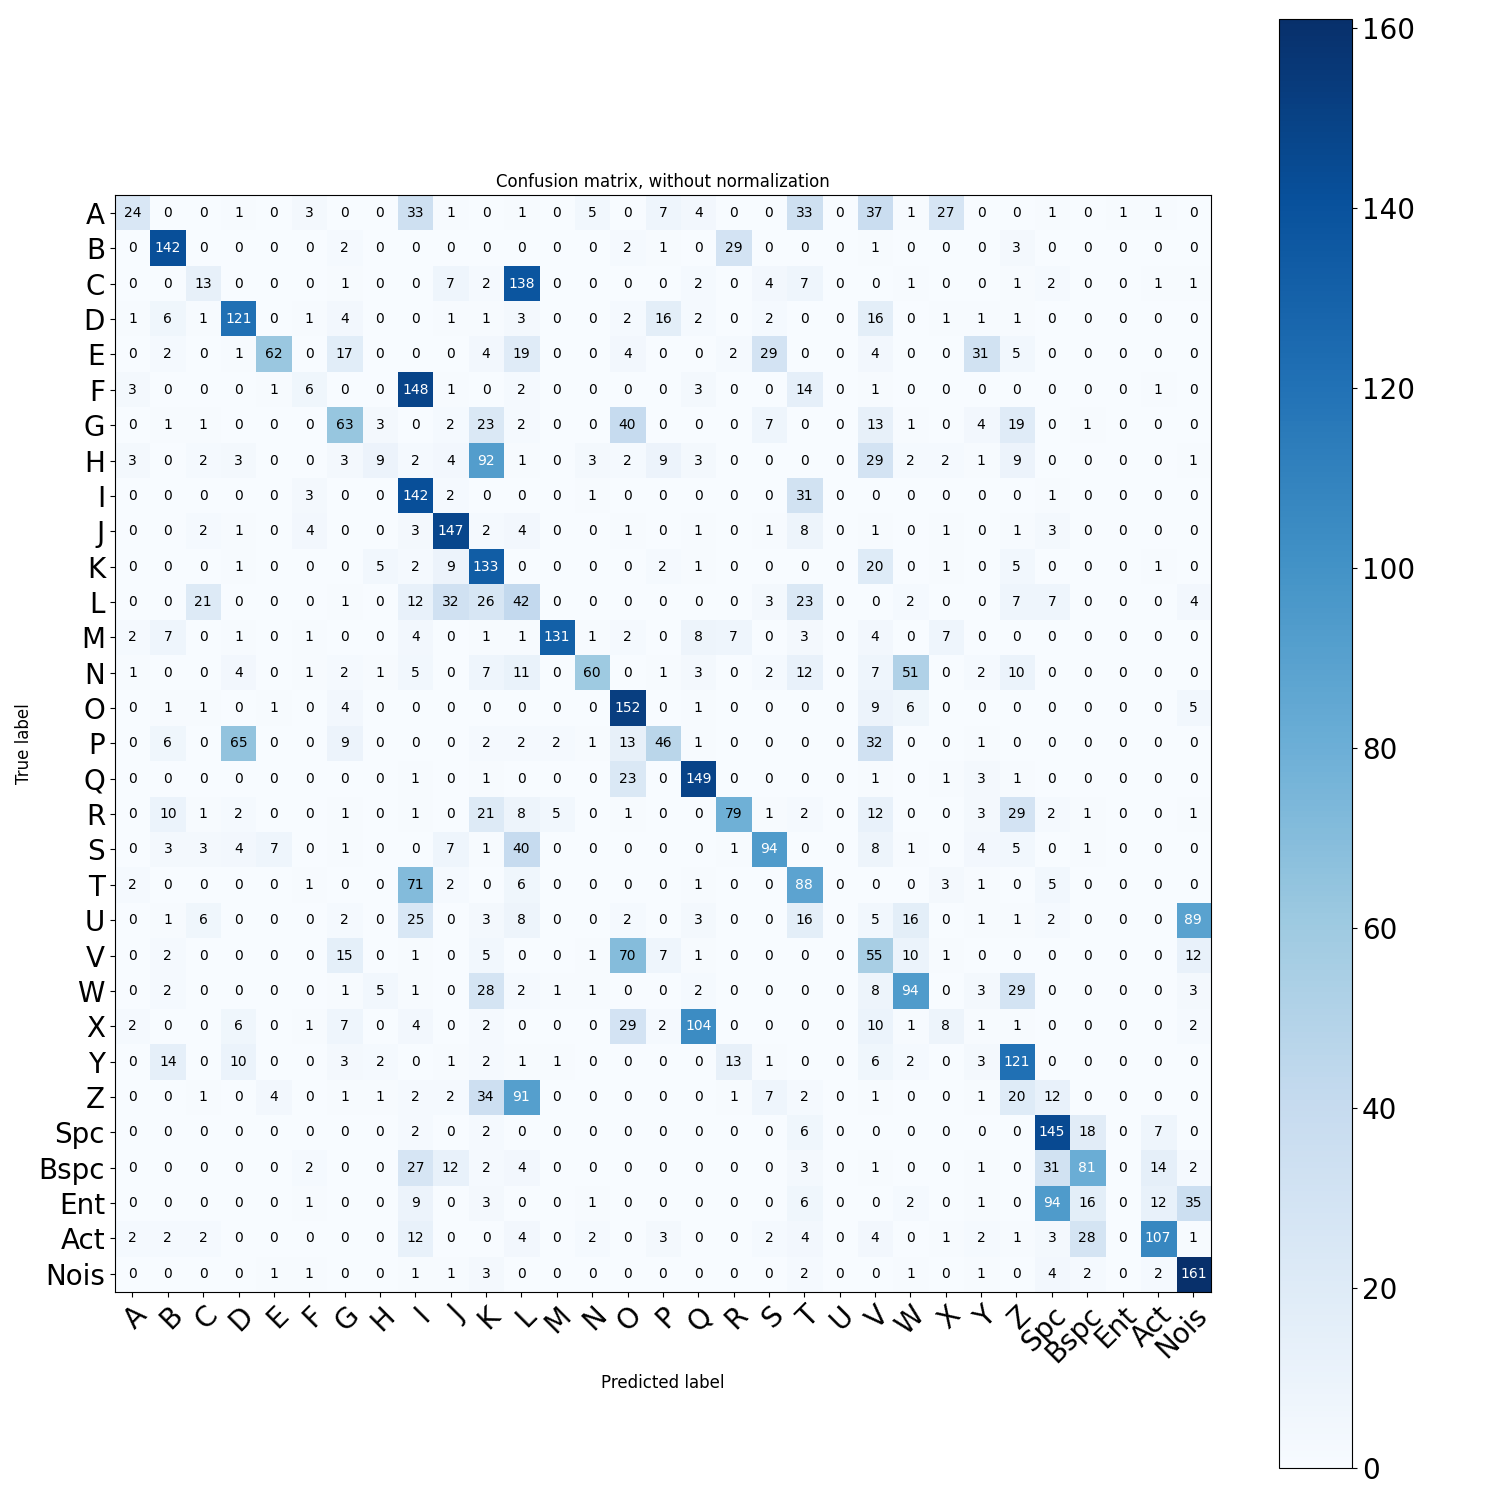 Confusion matrix, without normalization
A 24 0 0 1 0 3 0 0 33 1 0 1 0 5 0 7 4 0 0 33 0 37 1 27 0 0 1 0 1 1 0
B 0 142 0 0 0 0 2 0 0 0 0 0 0 0 2 1 0 29 0 0 0 1 0 0 0 3 0 0 0 0 0
C 0 0 13 0 0 0 1 0 0 7 2 138 0 0 0 0 2 0 4 7 0 0 1 0 0 1 2 0 0 1 1
D 1 6 1 121 0 1 4 0 0 1 1 3 0 0 2 16 2 0 2 0 0 16 0 1 1 1 0 0 0 0 0
E 0 2 0 1 62 0 17 0 0 0 4 19 0 0 4 0 0 2 29 0 0 4 0 0 31 5 0 0 0 0 0
F 3 0 0 0 1 6 0 0 148 1 0 2 0 0 0 0 3 0 0 14 0 1 0 0 0 0 0 0 0 1 0
G 0 1 1 0 0 0 63 3 0 2 23 2 0 0 40 0 0 0 7 0 0 13 1 0 4 19 0 1 0 0 0
H 3 0 2 3 0 0 3 9 2 4 92 1 0 3 2 9 3 0 0 0 0 29 2 2 1 9 0 0 0 0 1
I 0 0 0 0 0 3 0 0 142 2 0 0 0 1 0 0 0 0 0 31 0 0 0 0 0 0 1 0 0 0 0
J 0 0 2 1 0 4 0 0 3 147 2 4 0 0 1 0 1 0 1 8 0 1 0 1 0 1 3 0 0 0 0
K 0 0 0 1 0 0 0 5 2 9 133 0 0 0 0 2 1 0 0 0 0 20 0 1 0 5 0 0 0 1 0
L 0 0 21 0 0 0 1 0 12 32 26 42 0 0 0 0 0 0 3 23 0 0 2 0 0 7 7 0 0 0 4
M 2 7 0 1 0 1 0 0 4 0 1 1 131 1 2 0 8 7 0 3 0 4 0 7 0 0 0 0 0 0 0
N 1 0 0 4 0 1 2 1 5 0 7 11 0 60 0 1 3 0 2 12 0 7 51 0 2 10 0 0 0 0 0
O 0 1 1 0 1 0 4 0 0 0 0 0 0 0 152 0 1 0 0 0 0 9 6 0 0 0 0 0 0 0 5
P 0 6 0 65 0 0 9 0 0 0 2 2 2 1 13 46 1 0 0 0 0 32 0 0 1 0 0 0 0 0 0
Q 0 0 0 0 0 0 0 0 1 0 1 0 0 0 23 0 149 0 0 0 0 1 0 1 3 1 0 0 0 0 0
R 0 10 1 2 0 0 1 0 1 0 21 8 5 0 1 0 0 79 1 2 0 12 0 0 3 29 2 1 0 0 1
S 0 3 3 4 7 0 1 0 0 7 1 40 0 0 0 0 0 1 94 0 0 8 1 0 4 5 0 1 0 0 0
T 2 0 0 0 0 1 0 0 71 2 0 6 0 0 0 0 1 0 0 88 0 0 0 3 1 0 5 0 0 0 0
U 0 1 6 0 0 0 2 0 25 0 3 8 0 0 2 0 3 0 0 16 0 5 16 0 1 1 2 0 0 0 89
V 0 2 0 0 0 0 15 0 1 0 5 0 0 1 70 7 1 0 0 0 0 55 10 1 0 0 0 0 0 0 12
W 0 2 0 0 0 0 1 5 1 0 28 2 1 1 0 0 2 0 0 0 0 8 94 0 3 29 0 0 0 0 3
X 2 0 0 6 0 1 7 0 4 0 2 0 0 0 29 2 104 0 0 0 0 10 1 8 1 1 0 0 0 0 2
Y 0 14 0 10 0 0 3 2 0 1 2 1 1 0 0 0 0 13 1 0 0 6 2 0 3 121 0 0 0 0 0
Z 0 0 1 0 4 0 1 1 2 2 34 91 0 0 0 0 0 1 7 2 0 1 0 0 1 20 12 0 0 0 0
Spc 0 0 0 0 0 0 0 0 2 0 2 0 0 0 0 0 0 0 0 6 0 0 0 0 0 0 145 18 0 7 0
Bspc 0 0 0 0 0 2 0 0 27 12 2 4 0 0 0 0 0 0 0 3 0 1 0 0 1 0 31 81 0 14 2
Ent 0 0 0 0 0 1 0 0 9 0 3 0 0 1 0 0 0 0 0 6 0 0 2 0 1 0 94 16 0 12 35
Act 2 2 2 0 0 0 0 0 12 0 0 4 0 2 0 3 0 0 2 4 0 4 0 1 2 1 3 28 0 107 1
Nois 0 0 0 0 1 1 0 0 1 1 3 0 0 0 0 0 0 0 0 2 0 0 1 0 1 0 4 2 0 2 161
A B C D E F G H I J K L M N O P Q R S T U V W X Y Z Spc Bspc Ent Act Nois
Predicted label
True label
160
140
120
100
80
60
40
20
0